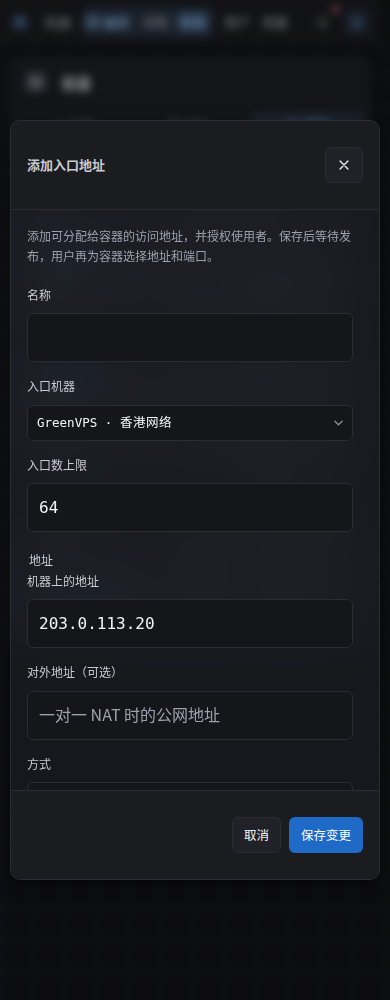 添加入口地址
添加可分配给容器的访问地址，并授权使用者。保存后等待发
布，用户再为容器选择地址和端口。
名称
入口机器
GreenVPS · 香港网络
入口数上限
64
地址
机器上的地址
203.0.113.20
对外地址（可选）
一对一 NAT 时的公网地址
方式
取消
保存变更